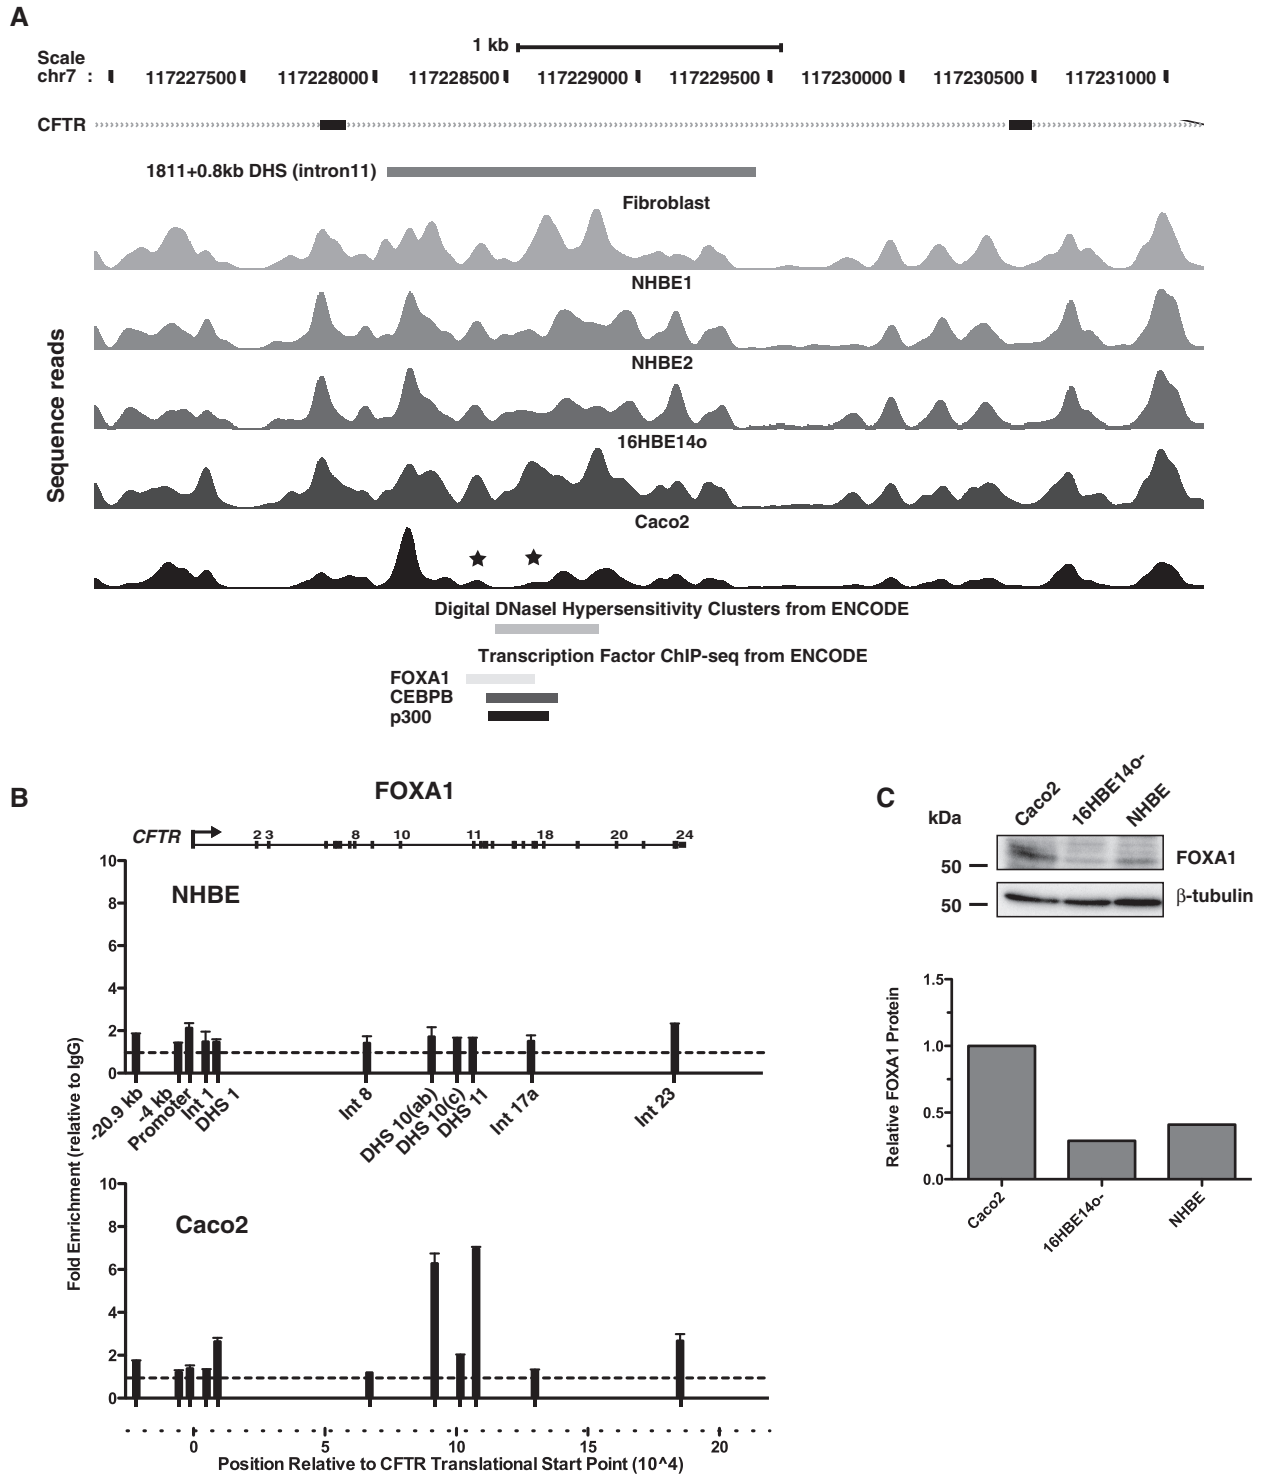 A
1 kb
Scale
chr7 :
117227500
117228000
117228500
117229000
117229500
117230000
117230500
117231000
CFTR
1811+0.8kb DHS (intron11)
Fibroblast
NHBE1
NHBE2
16HBE14o
Caco2
Sequence reads
Digital DNaseI Hypersensitivity Clusters from ENCODE
Transcription Factor ChIP-seq from ENCODE
FOXA1
CEBPB
p300
B
FOXA1
CFTR
2 3 8 10 11 18 20 24
NHBE
10
8
6
4
2
0
-20.9 kb
-4 kb
Promoter
Int 1
DHS 1
Int 8
DHS 10(ab)
DHS 10(c)
DHS 11
Int 17a
Int 23
Fold Enrichment (relative to IgG)
Caco2
10
8
6
4
2
0
0 5 10 15 20
Position Relative to CFTR Translational Start Point (10^4)
C
kDa
Caco2
16HBE14o-
NHBE
50
FOXA1
50
β-tubulin
Relative FOXA1 Protein
1.5
1.0
0.5
0.0
Caco2
16HBE14o-
NHBE